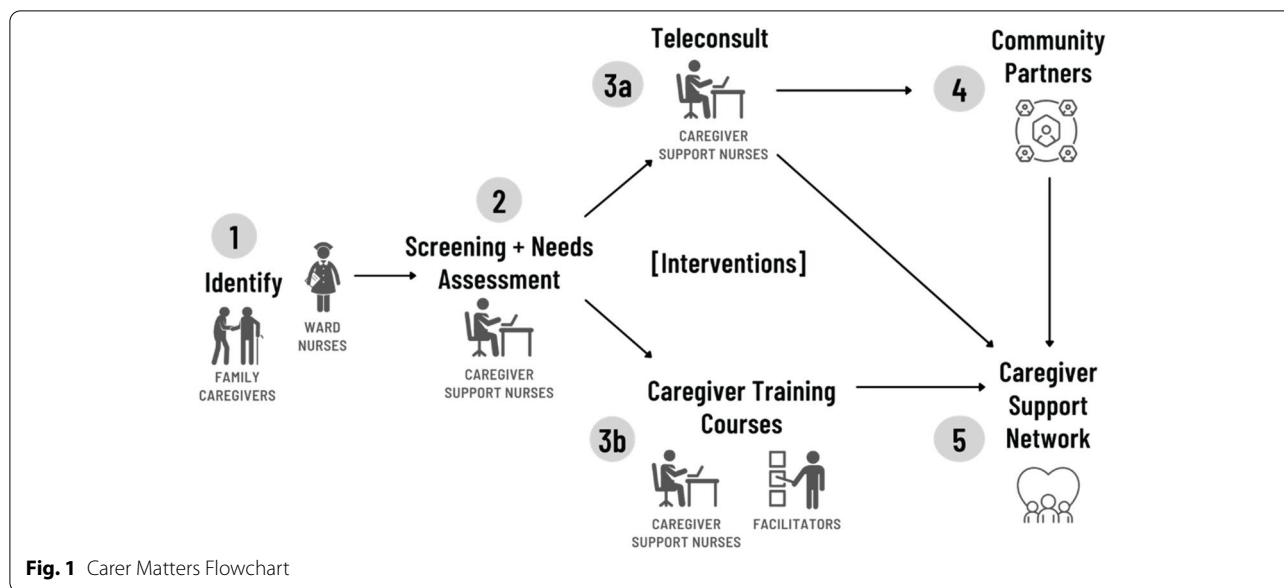 1
Identify
FAMILY
CAREGIVERS
WARD
NURSES
2
Screening + Needs
Assessment
CAREGIVER
SUPPORT NURSES
Teleconsult
3a
CAREGIVER
SUPPORT NURSES
[Interventions]
Caregiver Training
Courses
3b
CAREGIVER
SUPPORT NURSES
FACILITATORS
Community
Partners
4
Caregiver
Support
Network
5
Fig. 1 Carer Matters Flowchart